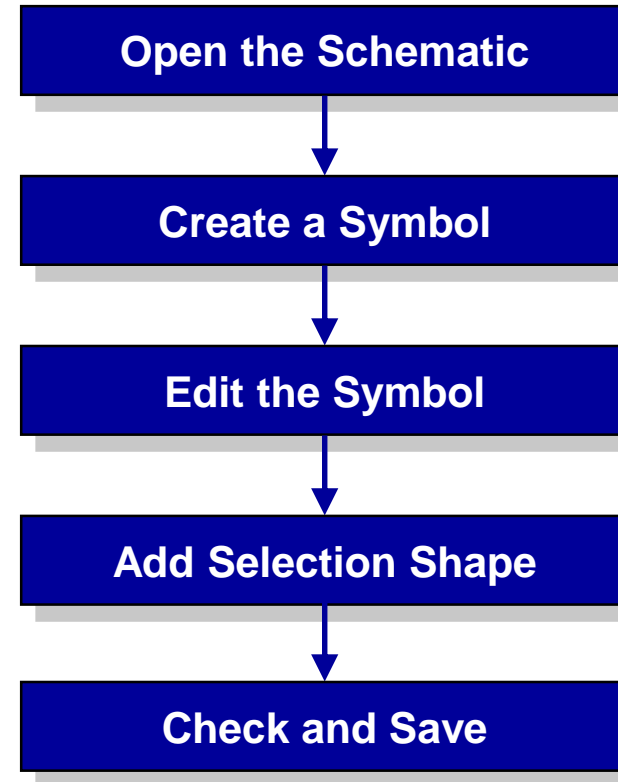 Open the Schematic
Create a Symbol
Edit the Symbol
Add Selection Shape
Check and Save